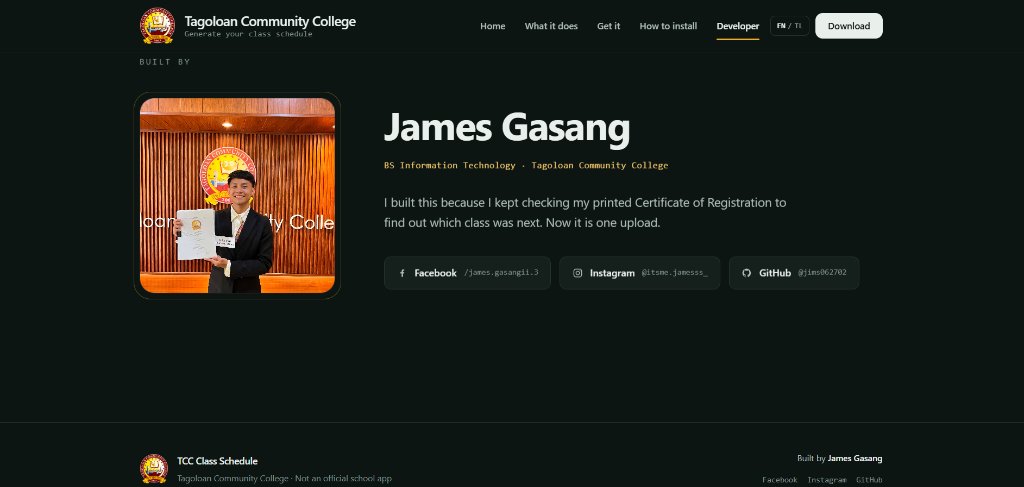 Tagoloan Community College
Generate your class schedule
Home What it does Get it How to install Developer EN / TL Download
BUILT BY
James Gasang
BS Information Technology · Tagoloan Community College
I built this because I kept checking my printed Certificate of Registration to
find out which class was next. Now it is one upload.
loan Community Colle
Facebook /james.gasangii.3 Instagram @itsme.jamesss_ GitHub @jims062702
TCC Class Schedule
Tagoloan Community College · Not an official school app
Built by James Gasang
Facebook Instagram GitHub